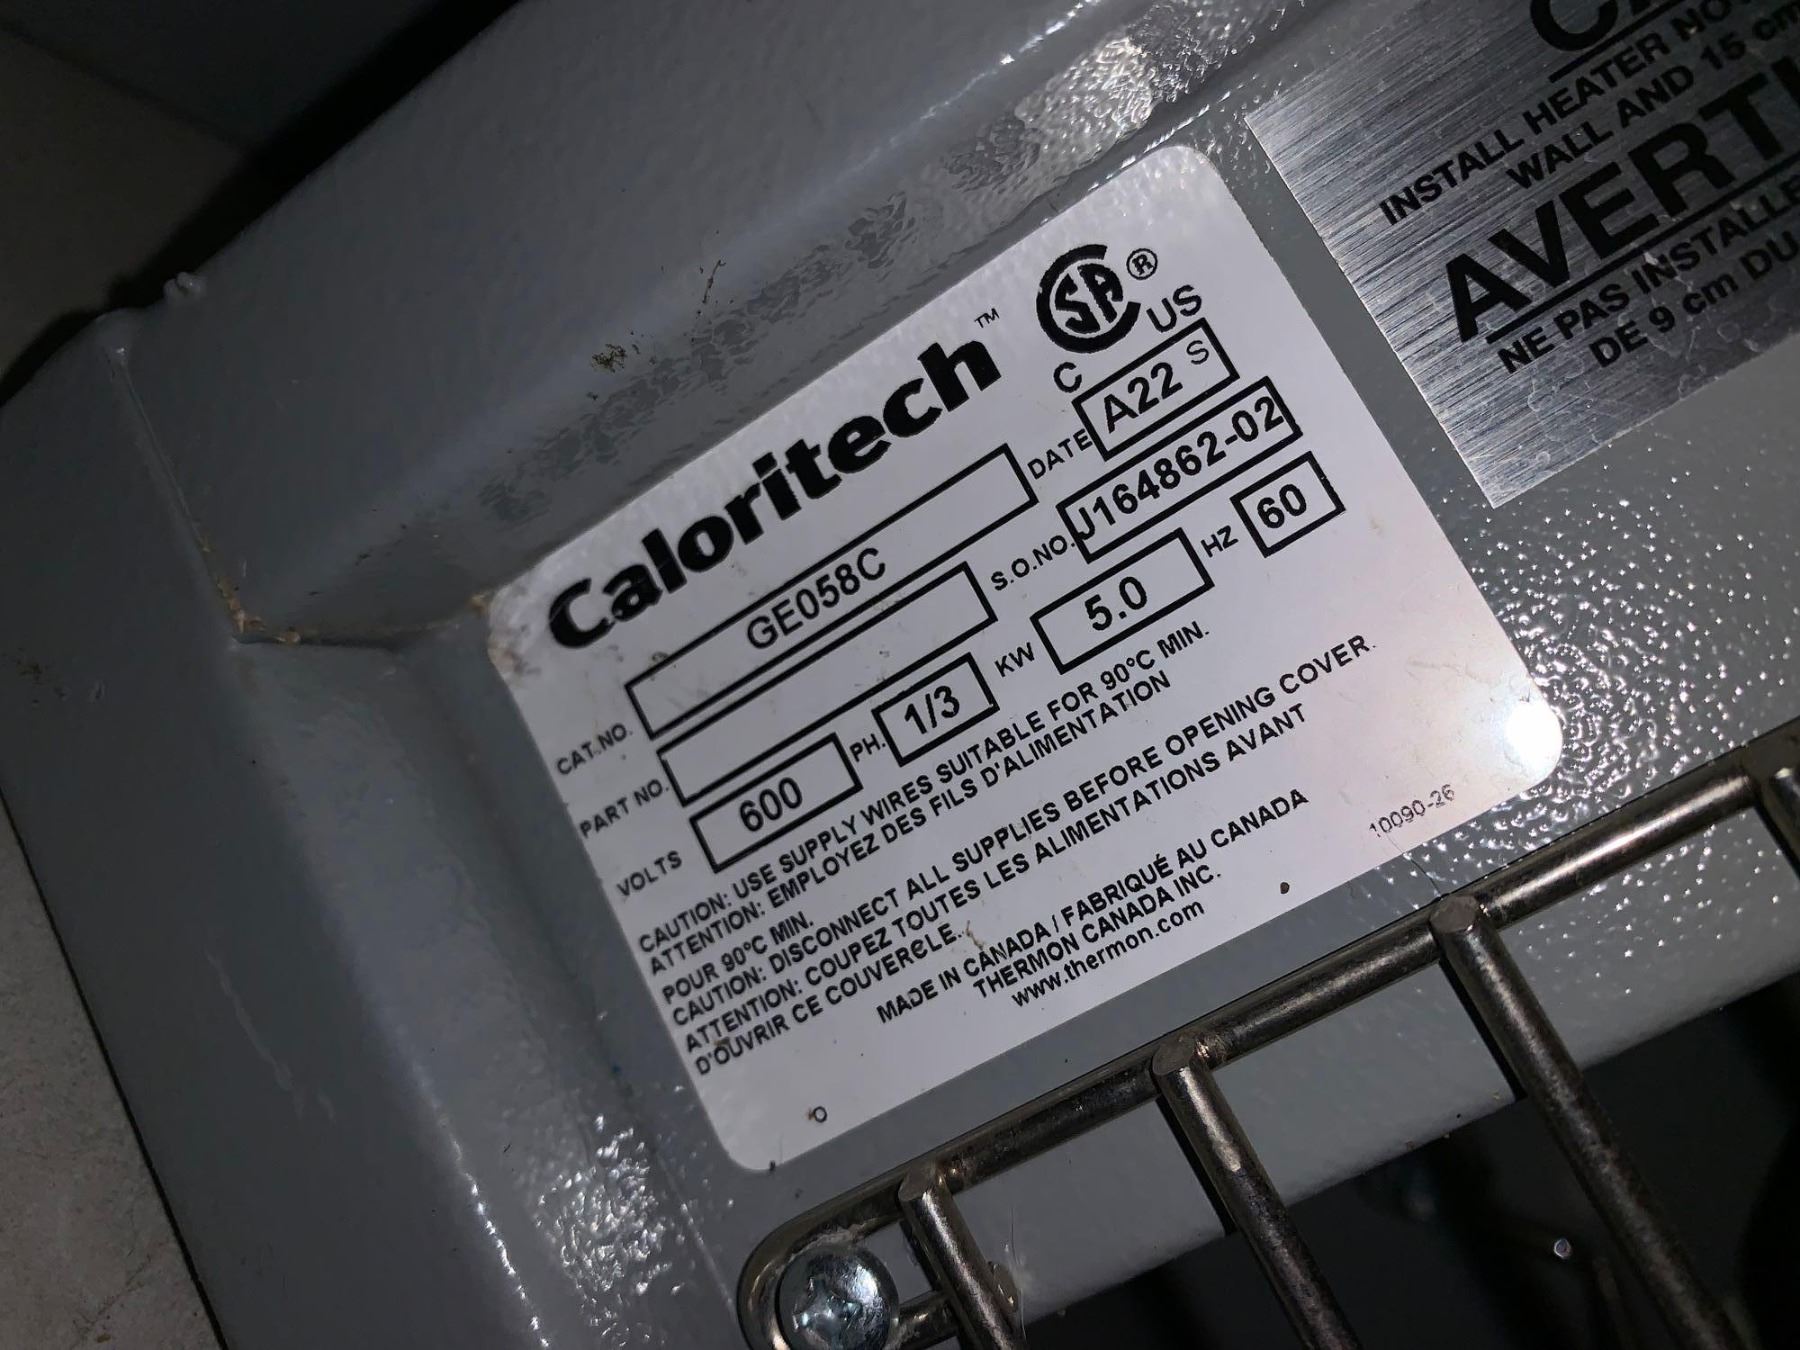 Caloritech™
CSA® C US
CAT.NO. GE058C DATE A22 S
PART NO. S.O.NO. J164862-02
VOLTS 600 PH. 1/3 KW 5.0 HZ 60
CAUTION: USE SUPPLY WIRES SUITABLE FOR 90°C MIN.
ATTENTION: EMPLOYEZ DES FILS D'ALIMENTATION
POUR 90°C MIN.
CAUTION: DISCONNECT ALL SUPPLIES BEFORE OPENING COVER.
ATTENTION: COUPEZ TOUTES LES ALIMENTATIONS AVANT
D'OUVRIR CE COUVERCLE.
MADE IN CANADA / FABRIQUÉ AU CANADA
THERMON CANADA INC.
www.thermon.com
10090-26
INSTALL HEATER
WALL AND 15 cm
AVERTI
NE PAS INSTALLE
DE 9 cm DU